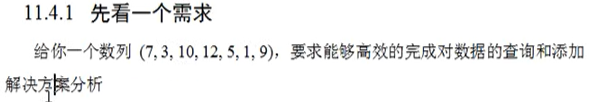 11.4.1 先看一个需求
给你一个数列 (7, 3, 10, 12, 5, 1, 9)，要求能够高效的完成对数据的查询和添加
解决方案分析